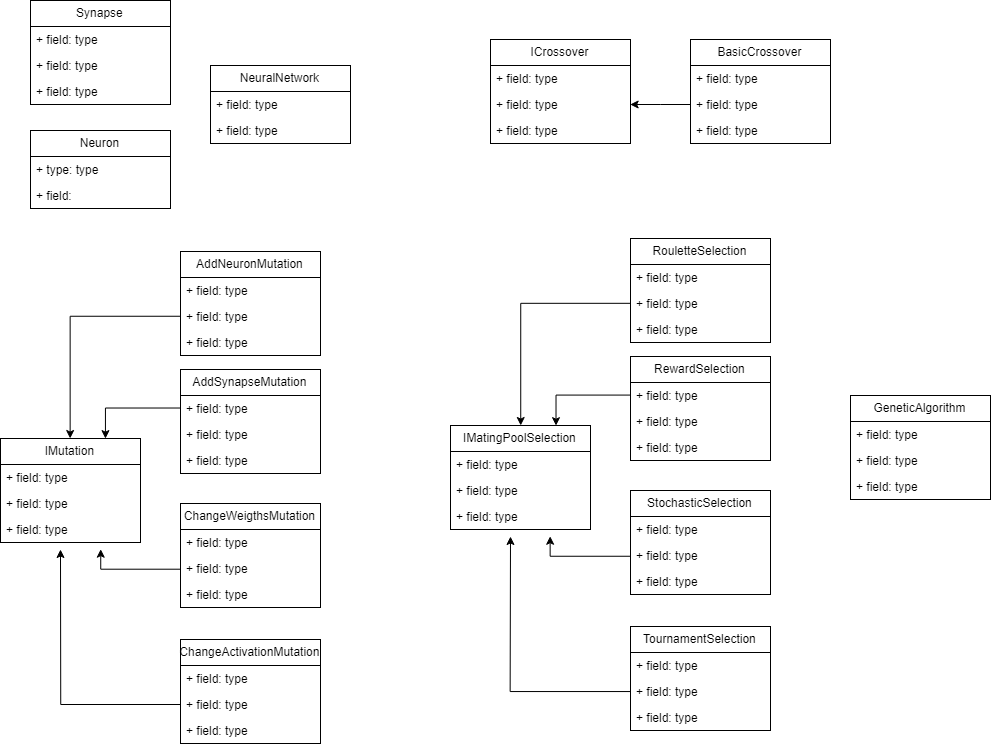 Synapse
+ field: type
+ field: type
+ field: type
NeuralNetwork
+ field: type
+ field: type
Neuron
+ type: type
+ field:
ICrossover
+ field: type
+ field: type
+ field: type
BasicCrossover
+ field: type
+ field: type
+ field: type
AddNeuronMutation
+ field: type
+ field: type
+ field: type
AddSynapseMutation
+ field: type
+ field: type
+ field: type
IMutation
+ field: type
+ field: type
+ field: type
ChangeWeigthsMutation
+ field: type
+ field: type
+ field: type
ChangeActivationMutation
+ field: type
+ field: type
+ field: type
RouletteSelection
+ field: type
+ field: type
+ field: type
RewardSelection
+ field: type
+ field: type
+ field: type
IMatingPoolSelection
+ field: type
+ field: type
+ field: type
StochasticSelection
+ field: type
+ field: type
+ field: type
TournamentSelection
+ field: type
+ field: type
+ field: type
GeneticAlgorithm
+ field: type
+ field: type
+ field: type